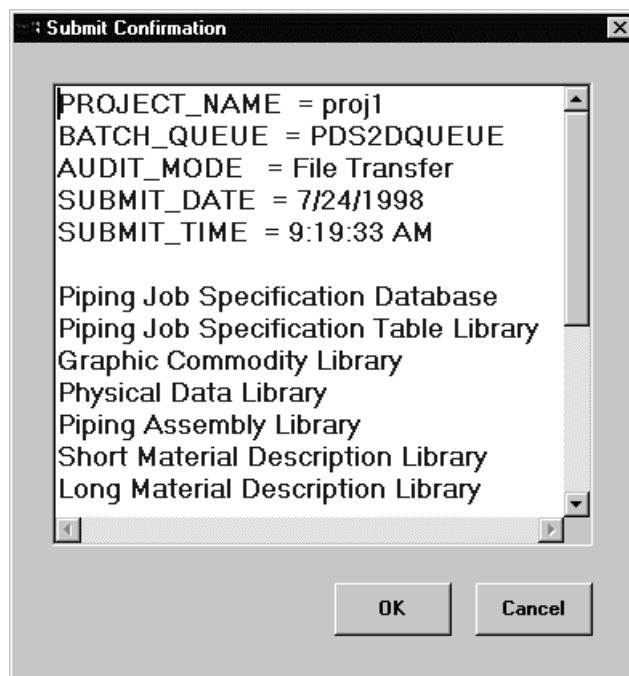 Submit Confirmation
PROJECT_NAME = proj1
BATCH_QUEUE = PDS2DQUEUE
AUDIT_MODE = File Transfer
SUBMIT_DATE = 7/24/1998
SUBMIT_TIME = 9:19:33 AM
Piping Job Specification Database
Piping Job Specification Table Library
Graphic Commodity Library
Physical Data Library
Piping Assembly Library
Short Material Description Library
Long Material Description Library
OK
Cancel